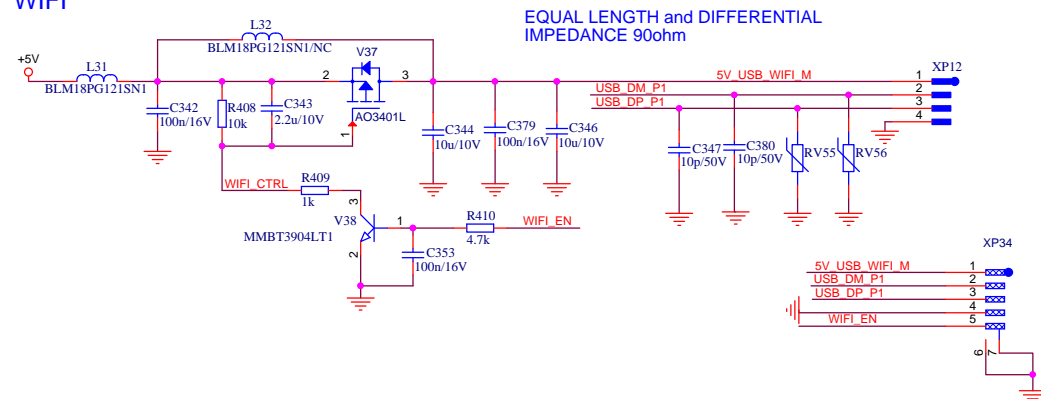 WIFI
EQUAL LENGTH and DIFFERENTIAL
IMPEDANCE 90ohm
L32
BLM18PG121SN1/NC
+5V
L31
BLM18PG121SN1
V37
2
3
1
AO3401L
C342
100n/16V
R408
10k
C343
2.2u/10V
C344
10u/10V
C379
100n/16V
C346
10u/10V
5V_USB_WIFI_M
USB_DM_P1
USB_DP_P1
XP12
1
2
3
4
C347
10p/50V
C380
10p/50V
RV55
RV56
WIFI_CTRL
R409
1k
3
V38
1
2
MMBT3904LT1
R410
4.7k
WIFI_EN
C353
100n/16V
XP34
5V_USB_WIFI_M
1
USB_DM_P1
2
USB_DP_P1
3
4
WIFI_EN
5
6
7